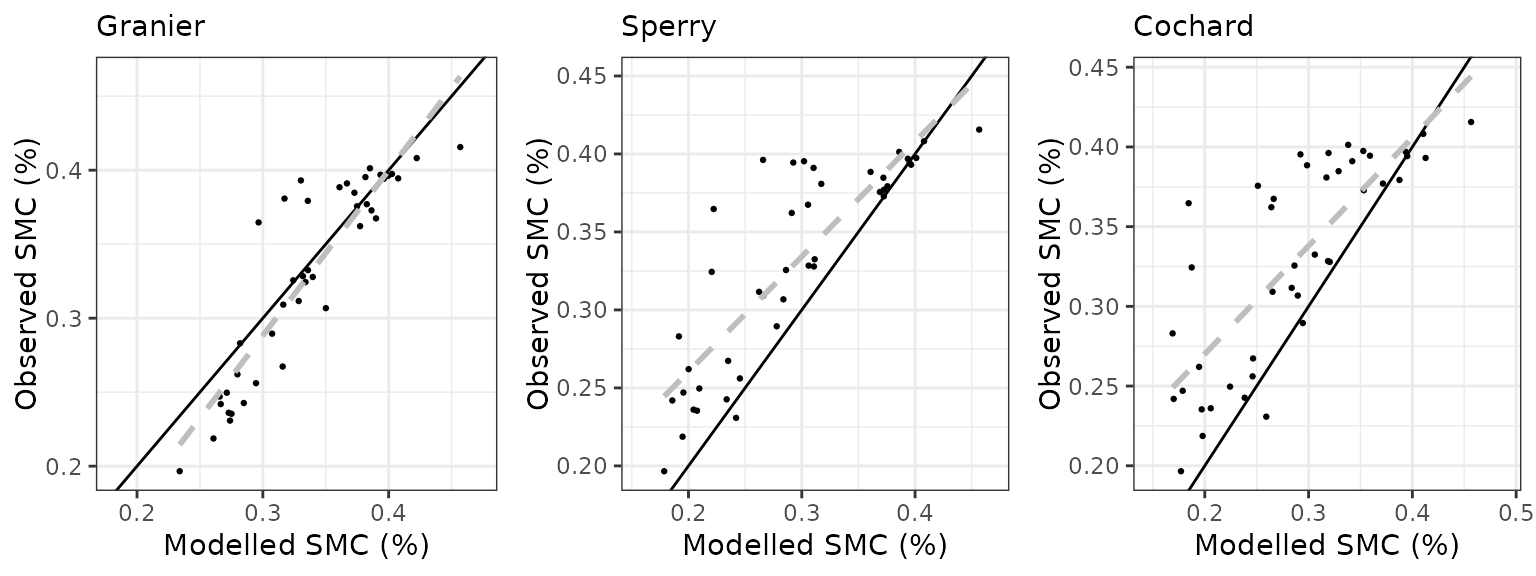 Granier
Observed SMC (%)
0.4
0.3
0.2
0.2 0.3 0.4
Modelled SMC (%)
Sperry
Observed SMC (%)
0.45
0.40
0.35
0.30
0.25
0.20
0.2 0.3 0.4
Modelled SMC (%)
Cochard
Observed SMC (%)
0.45
0.40
0.35
0.30
0.25
0.20
0.2 0.3 0.4 0.5
Modelled SMC (%)